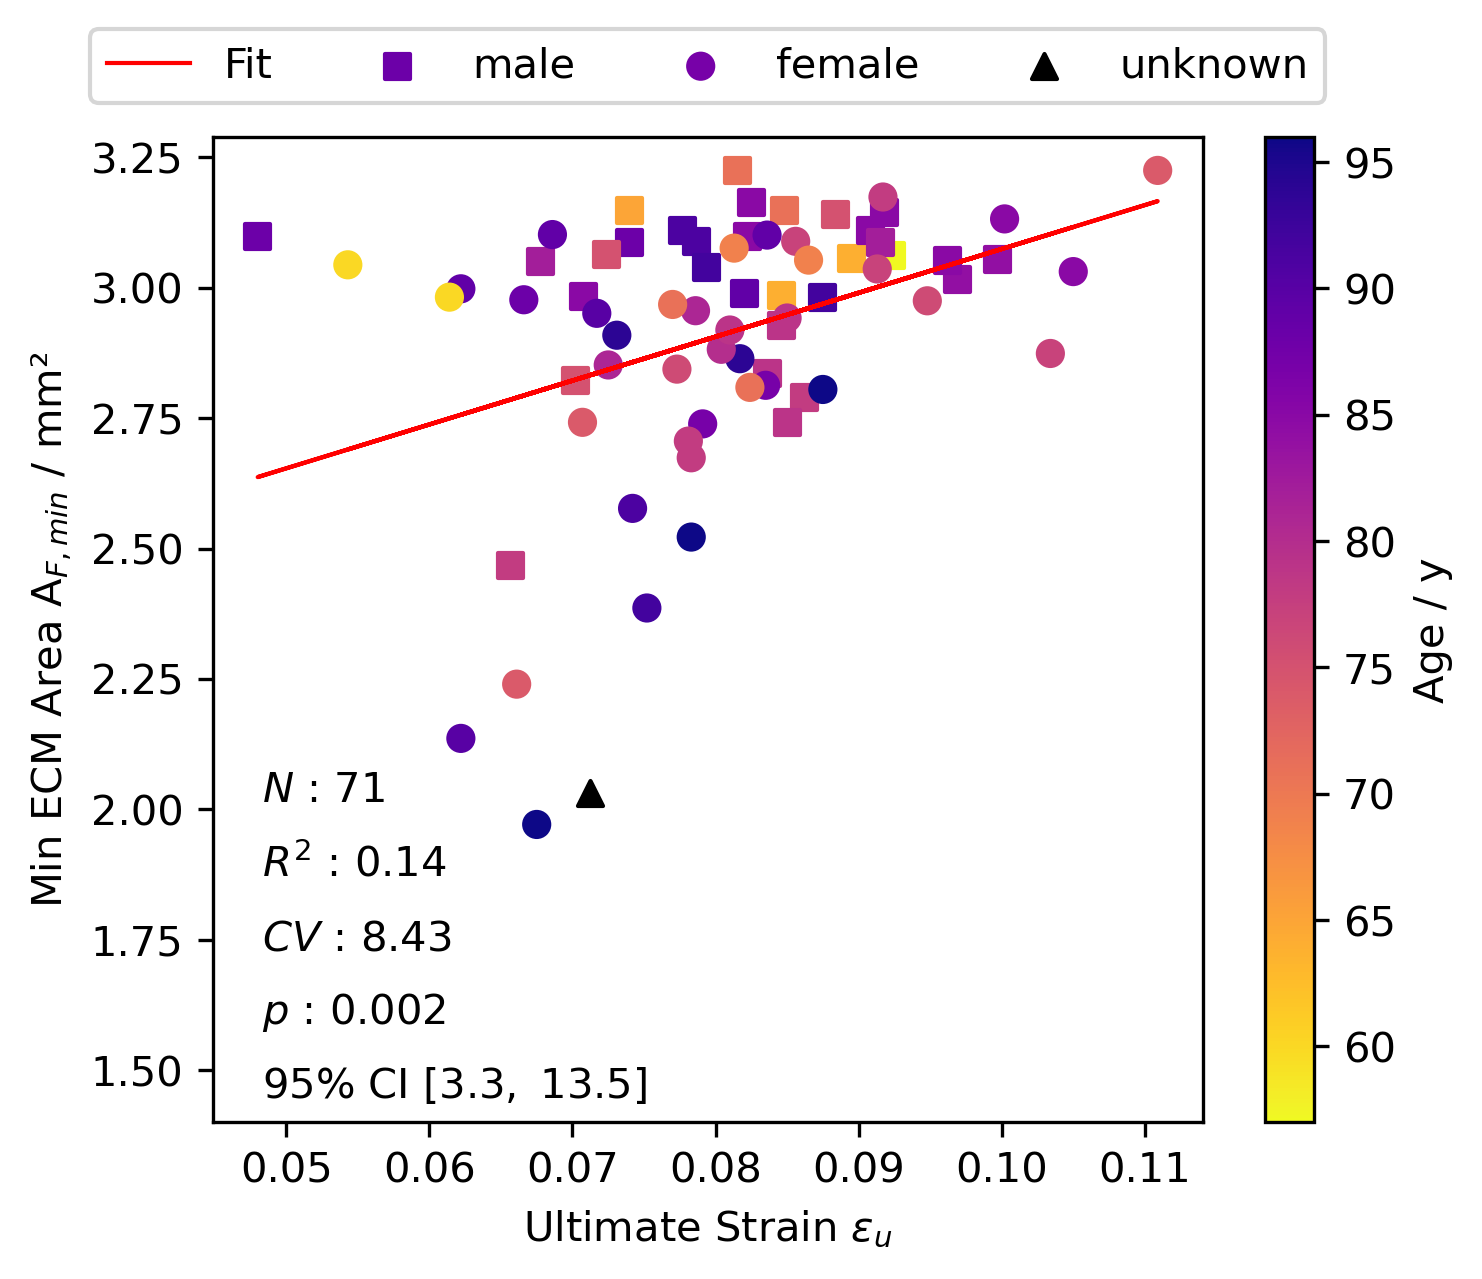 Fit male female unknown
3.25
3.00
2.75
2.50
2.25
2.00
1.75
1.50
Min ECM Area A_{F,min} / mm²
N : 71
R² : 0.14
CV : 8.43
p : 0.002
95% CI [3.3, 13.5]
0.05 0.06 0.07 0.08 0.09 0.10 0.11
Ultimate Strain ε_u
95
90
85
80
75
70
65
60
Age / y